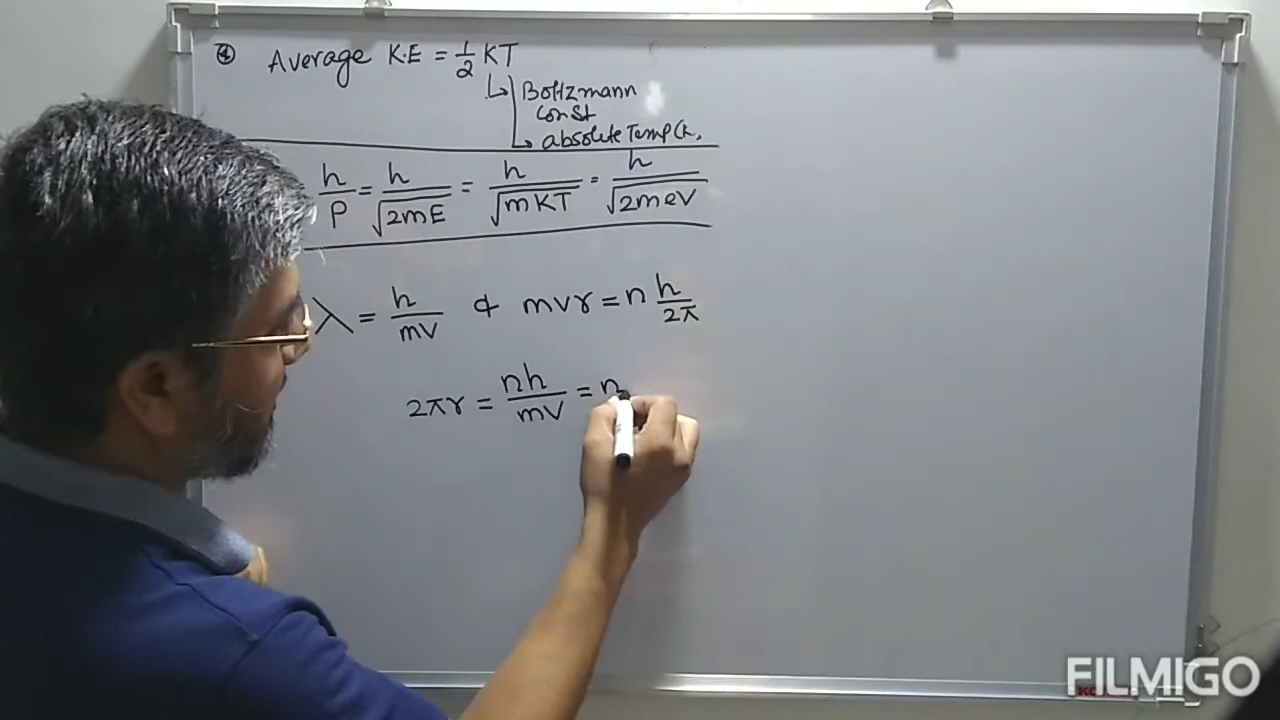 ④ Average K.E = 1/2 KT
Boltzmann
const
absolute Temp (K)
h/P = h/√2mE = h/√mKT = h/√2meV
λ = h/mv & mvr = n h/2π
2πr = nh/mv = n
FILMIGO